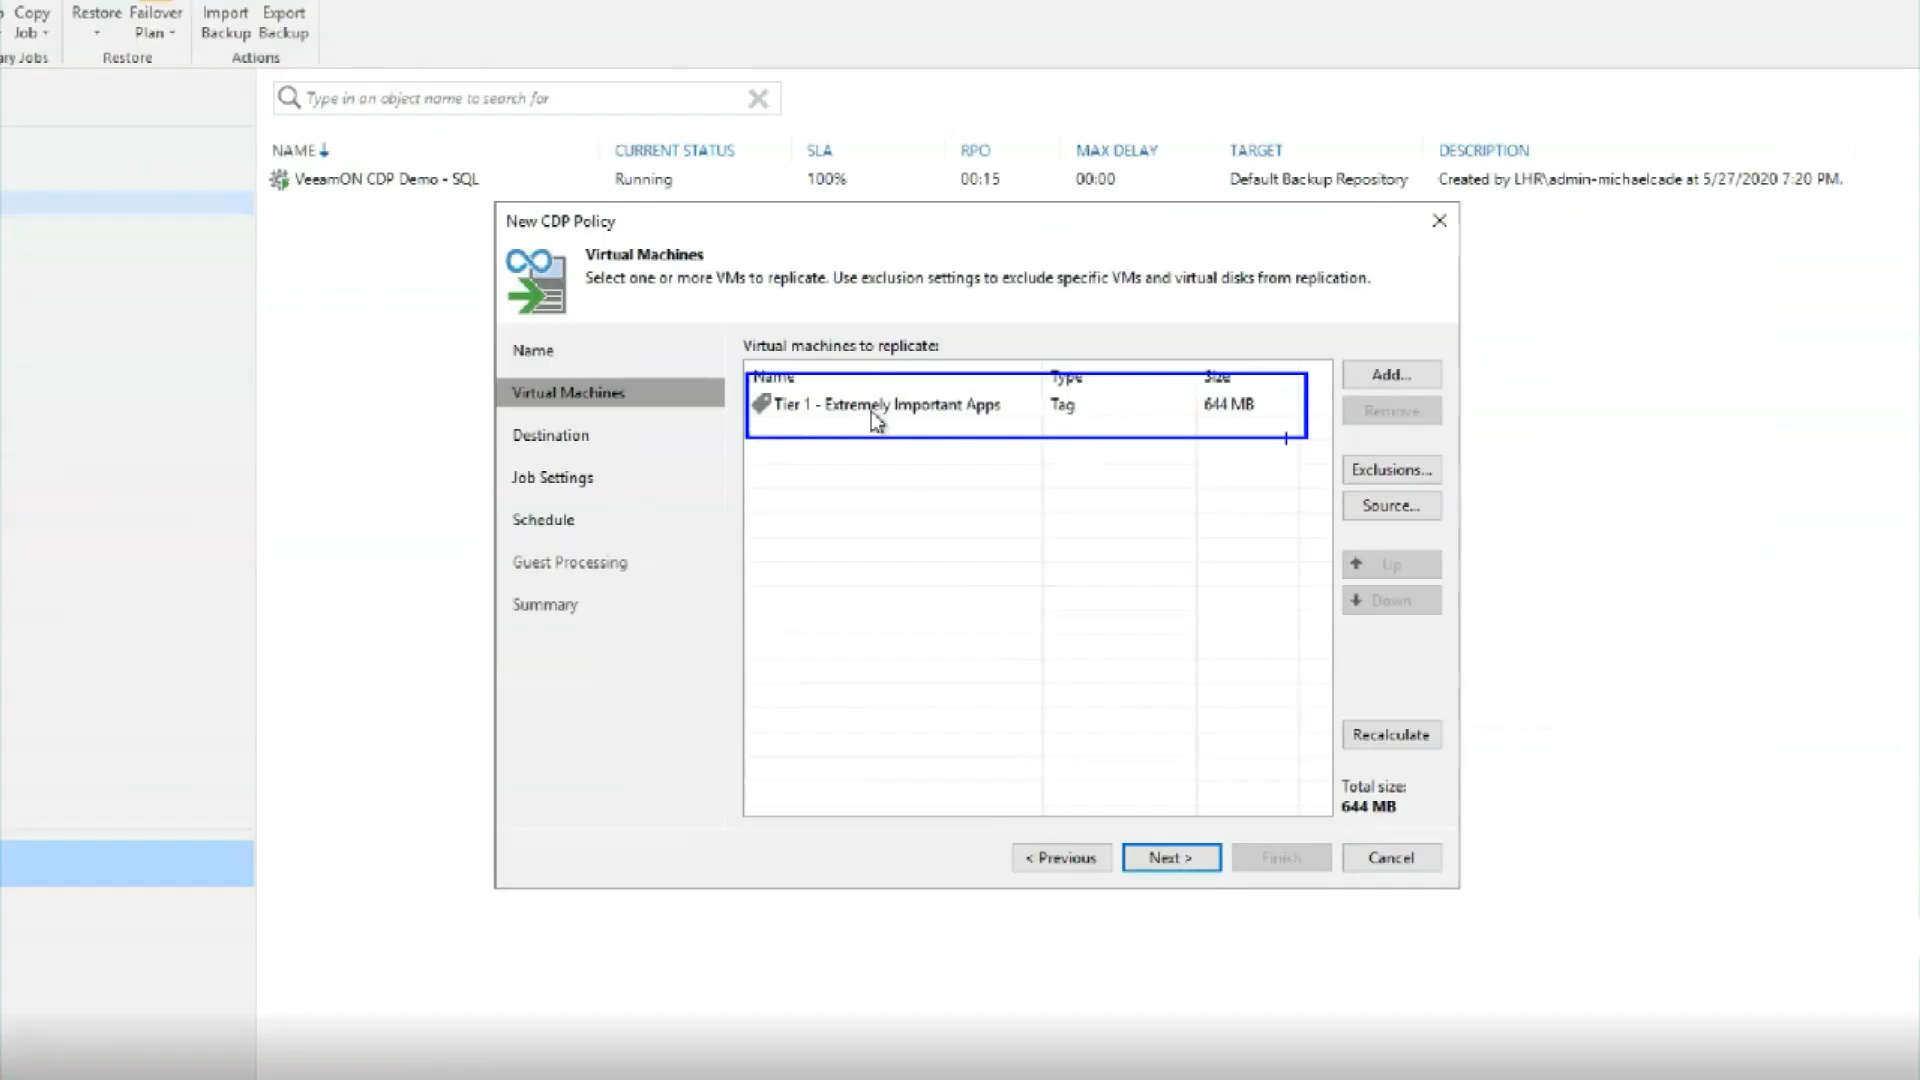 Copy Restore Failover Import Export
Job Plan Backup Backup
ary Jobs Restore Actions
Type in an object name to search for
NAME CURRENT STATUS SLA RPO MAX DELAY TARGET DESCRIPTION
VeeamON CDP Demo - SQL Running 100% 00:15 00:00 Default Backup Repository Created by LHR\admin-michaelcade at 5/27/2020 7:20 PM.
New CDP Policy
Virtual Machines
Select one or more VMs to replicate. Use exclusion settings to exclude specific VMs and virtual disks from replication.
Name
Virtual Machines
Destination
Job Settings
Schedule
Guest Processing
Summary
Virtual machines to replicate:
Name Type Size
Tier 1 - Extremely Important Apps Tag 644 MB
Add...
Remove
Exclusions...
Source...
Up
Down
Recalculate
Total size:
644 MB
< Previous Next > Finish Cancel